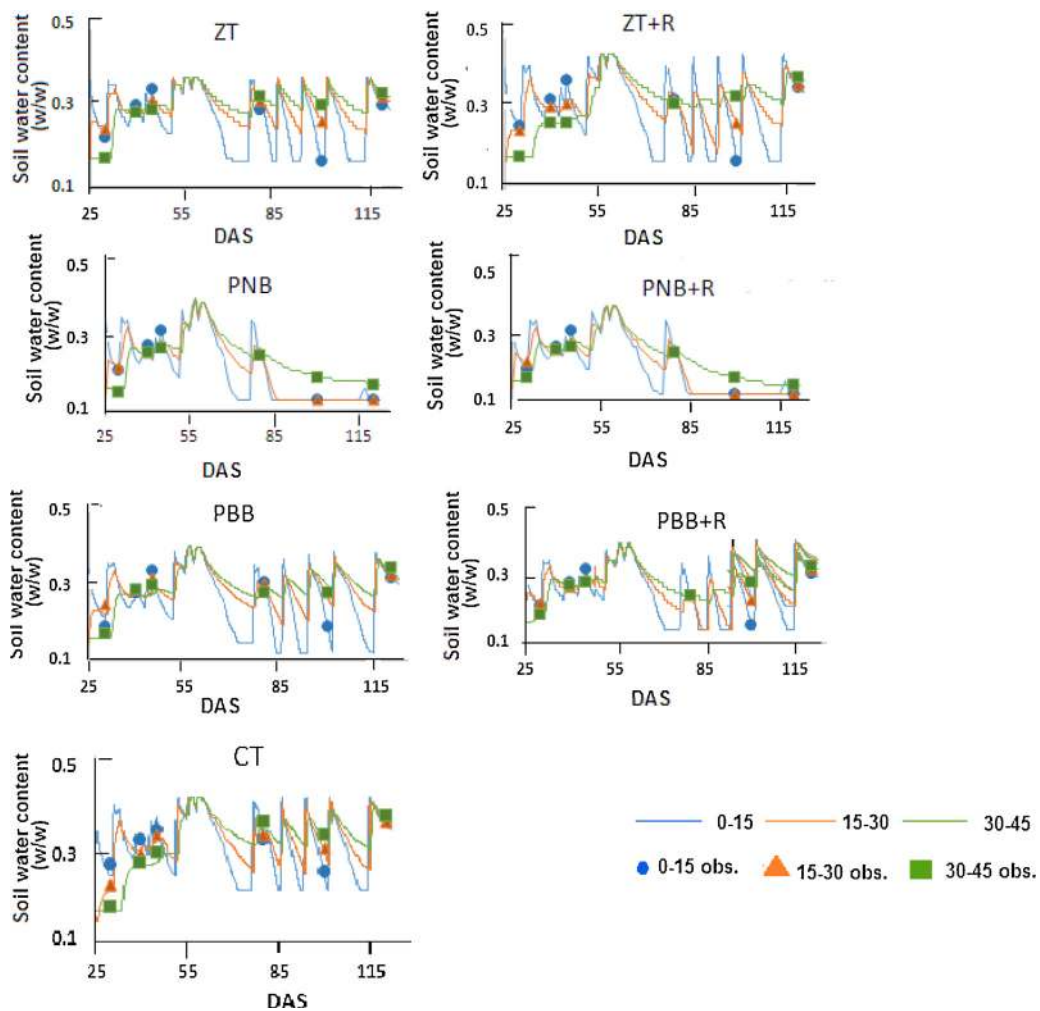 ZT
Soil water content
(w/w)
0.5
0.3
0.1
25 55 85 115
DAS
ZT+R
Soil water content
(w/w)
0.5
0.3
0.1
25 55 85 115
DAS
PNB
Soil water content
(w/w)
0.5
0.3
0.1
25 55 85 115
DAS
PNB+R
Soil water content
(w/w)
0.5
0.3
0.1
25 55 85 115
DAS
PBB
Soil water content
(w/w)
0.5
0.3
0.1
25 55 85 115
DAS
PBB+R
Soil water content
(w/w)
0.5
0.3
0.1
25 55 85 115
DAS
CT
Soil water content
(w/w)
0.5
0.3
0.1
25 55 85 115
DAS
0-15 15-30 30-45
0-15 obs. 15-30 obs. 30-45 obs.